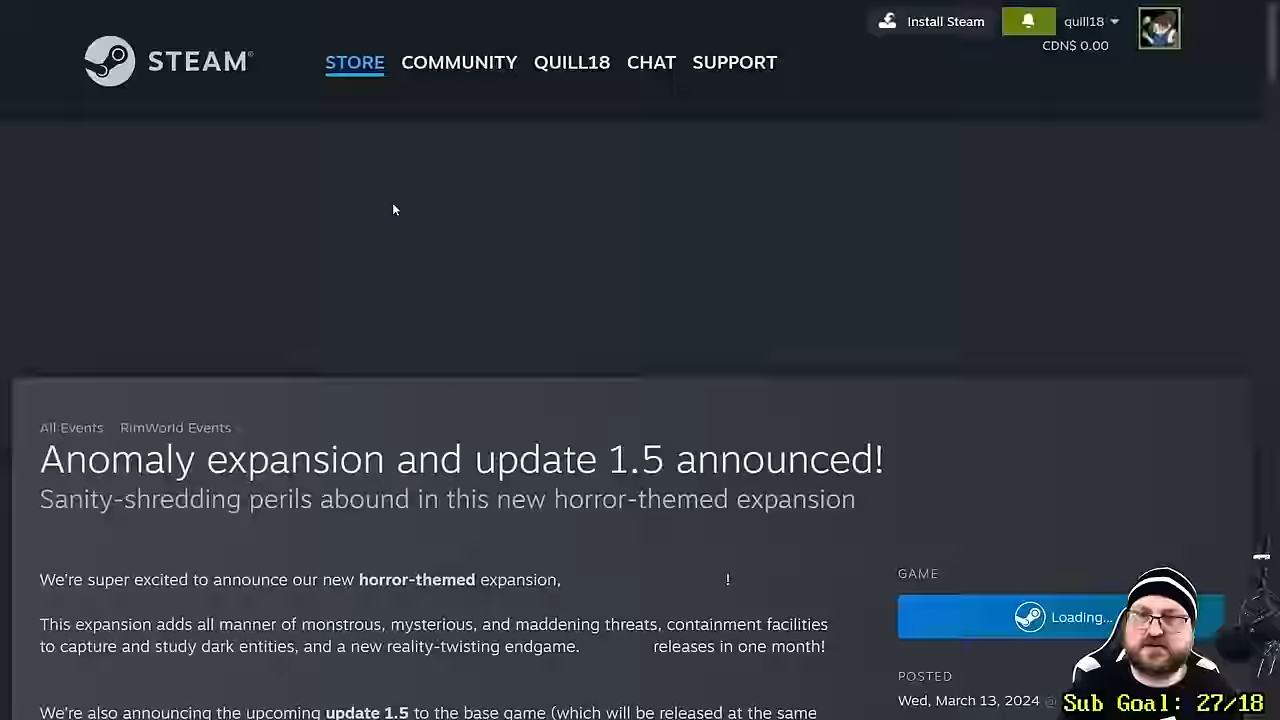 Install Steam
quill18
CDN$ 0.00
STEAM®
STORE COMMUNITY QUILL18 CHAT SUPPORT
All Events RimWorld Events
Anomaly expansion and update 1.5 announced!
Sanity-shredding perils abound in this new horror-themed expansion
We're super excited to announce our new horror-themed expansion, !
This expansion adds all manner of monstrous, mysterious, and maddening threats, containment facilities
to capture and study dark entities, and a new reality-twisting endgame. releases in one month!
We're also announcing the upcoming update 1.5 to the base game (which will be released at the same
GAME
Loading...
POSTED
Wed, March 13, 2024 @
Sub Goal: 27/18